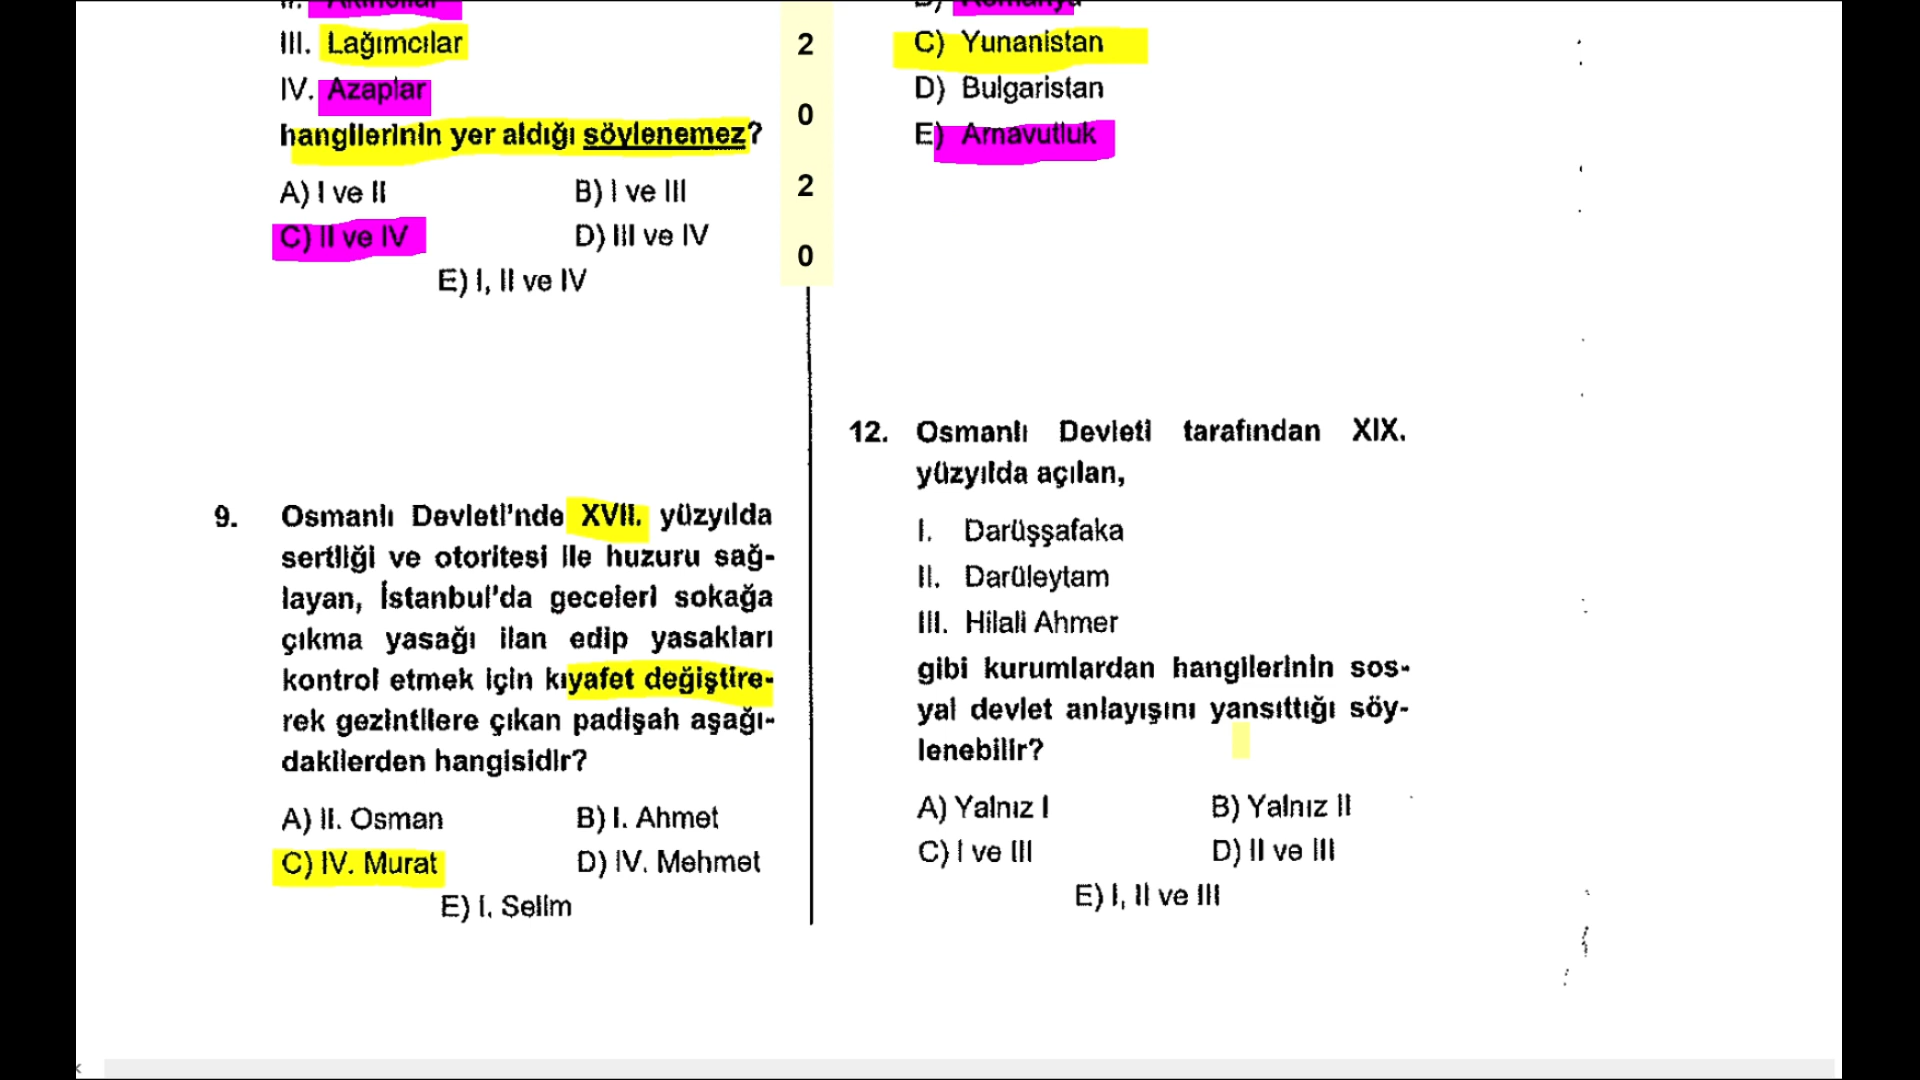 II. Akıncılar
III. Lağımcılar
IV. Azaplar
hangilerinin yer aldığı söylenemez?
A) I ve II
B) I ve III
C) II ve IV
D) III ve IV
E) I, II ve IV
9. Osmanlı Devleti'nde XVII. yüzyılda
sertliği ve otoritesi ile huzuru sağ-
layan, İstanbul'da geceleri sokağa
çıkma yasağı ilan edip yasakları
kontrol etmek için kıyafet değiştire-
rek gezintilere çıkan padişah aşağı-
dakilerden hangisidir?
A) II. Osman
B) I. Ahmet
C) IV. Murat
D) IV. Mehmet
E) I. Selim
2
0
2
0
B) Romanya
C) Yunanistan
D) Bulgaristan
E) Arnavutluk
12. Osmanlı Devleti tarafından XIX.
yüzyılda açılan,
I. Darüşşafaka
II. Darüleytam
III. Hilali Ahmer
gibi kurumlardan hangilerinin sos-
yal devlet anlayışını yansıttığı söy-
lenebilir?
A) Yalnız I
B) Yalnız II
C) I ve III
D) II ve III
E) I, II ve III